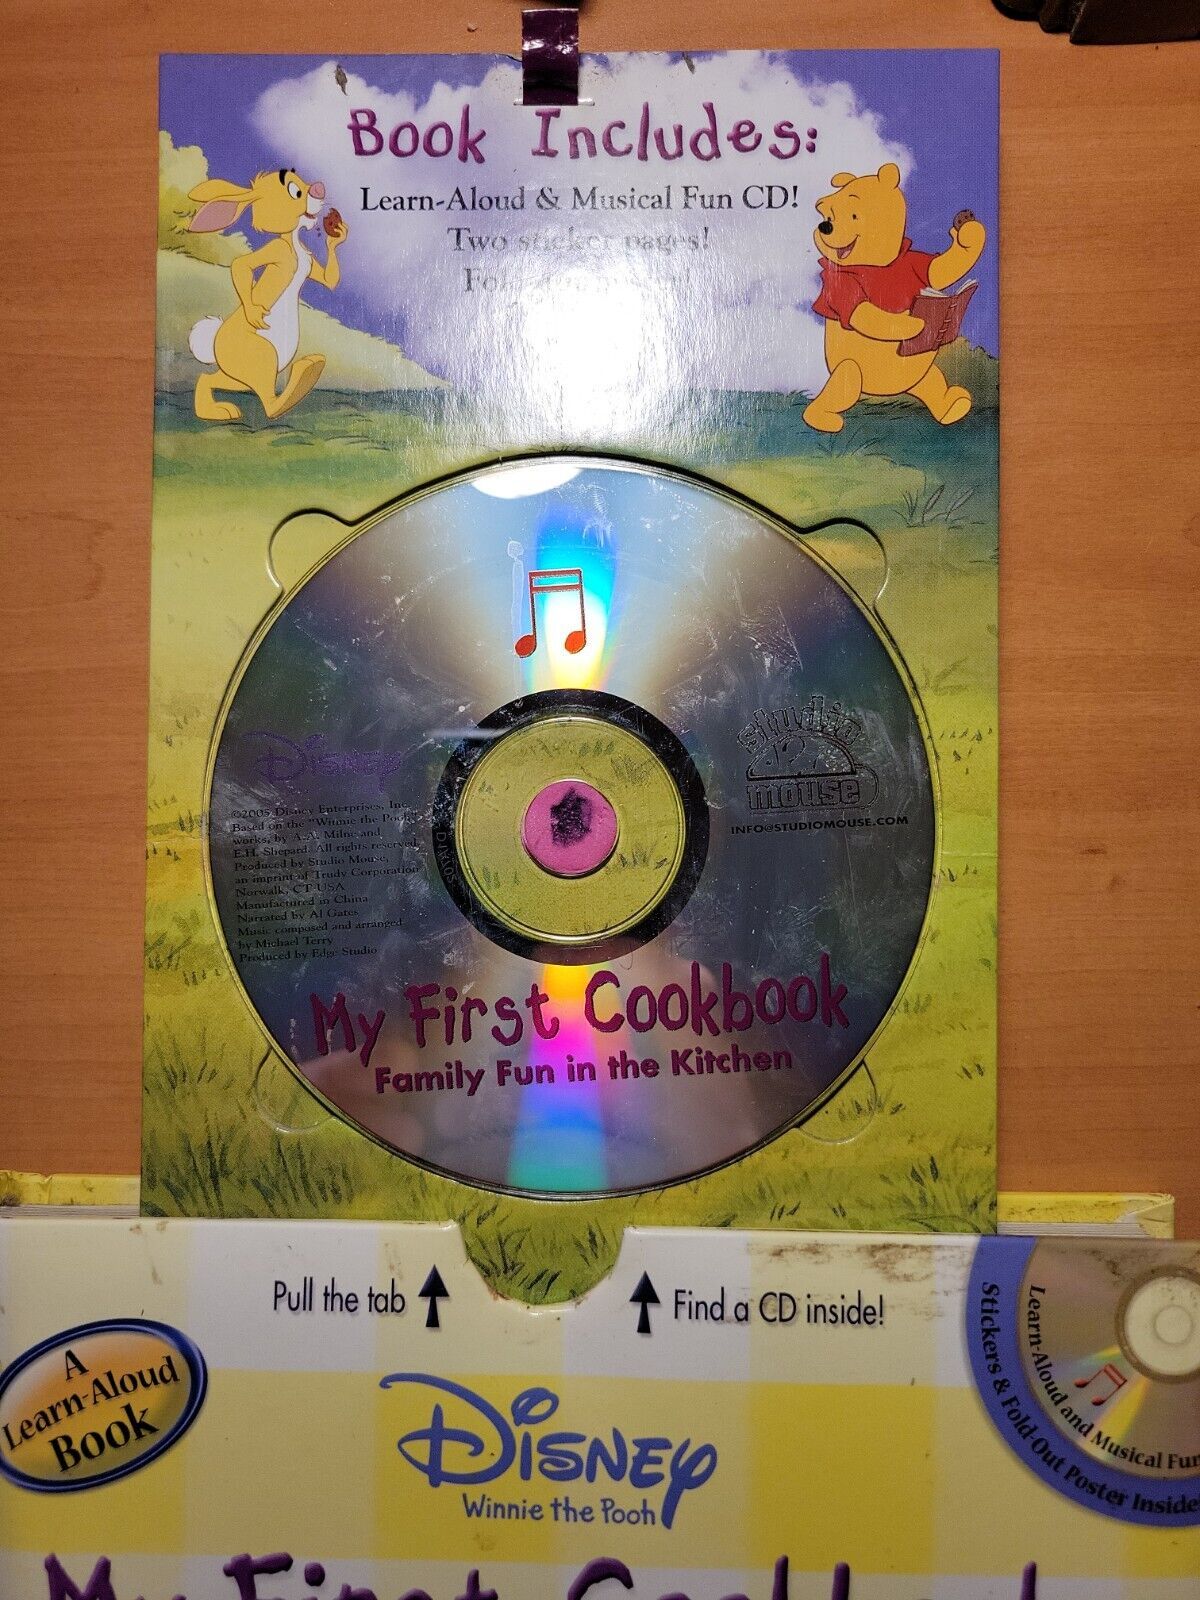 Book Includes:
Learn-Aloud & Musical Fun CD!
Two sticker pages!
Disney
©2005 Disney Enterprises, Inc.
Based on the "Winnie the Pooh"
works, by A.A. Milne and
E.H. Shepard. All rights reserved.
Produced by Studio Mouse,
an imprint of Trudy Corporation
Norwalk, CT USA
Manufactured in China
Narrated by Al Gates
Music composed and arranged
by Michael Terry
Produced by Edge Studio
studio
mouse
INFO@STUDIOMOUSE.COM
My First Cookbook
Family Fun in the Kitchen
Pull the tab
Find a CD inside!
A
Learn-Aloud
Book
Learn-Aloud and Musical Fun
Stickers & Fold-Out Poster Inside
Disney
Winnie the Pooh
My First Cookbook